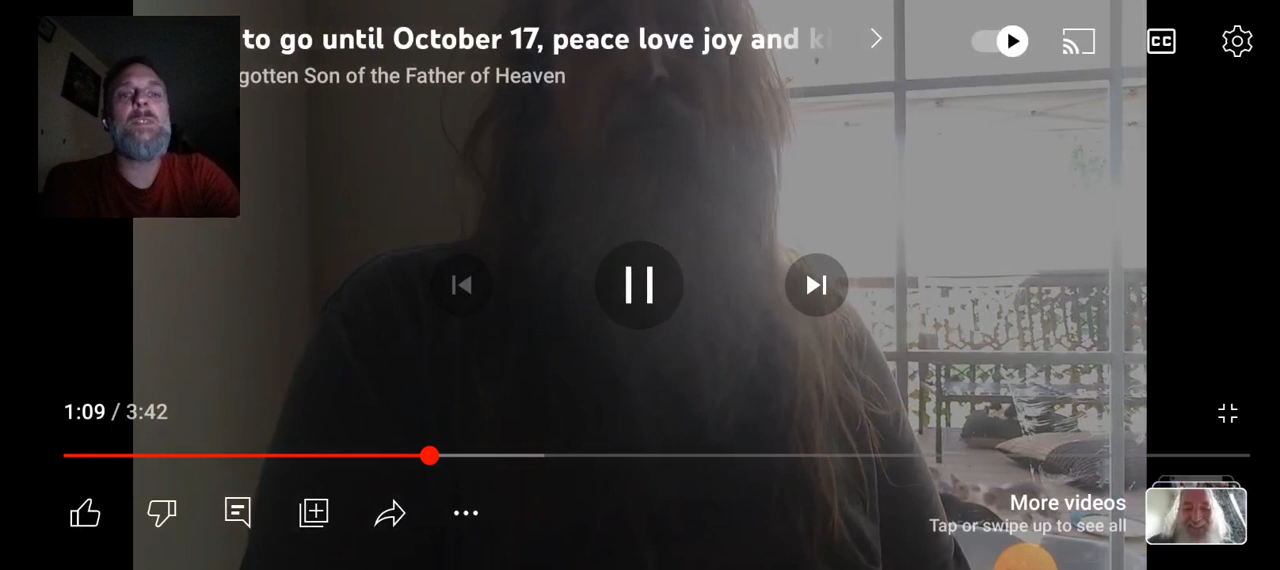 to go until October 17, peace love joy and
gotten Son of the Father of Heaven
CC
1:09 / 3:42
More videos
Tap or swipe up to see all